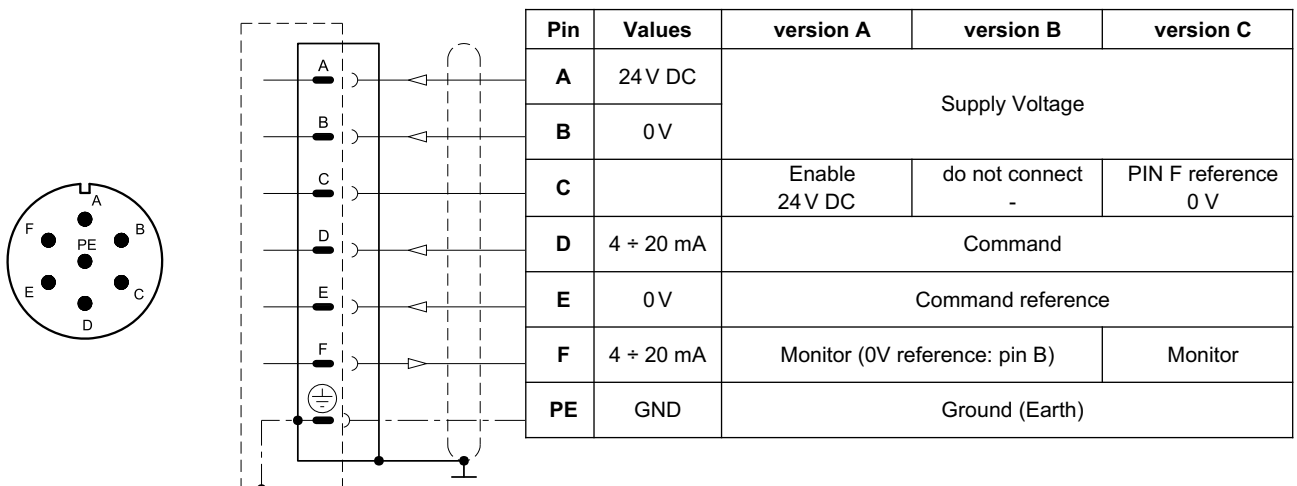 A
F
B
PE
E
C
D
A
B
C
D
E
F
Pin Values version A version B version C
A 24 V DC
Supply Voltage
B 0 V
C Enable do not connect PIN F reference
24 V DC - 0 V
D 4 ÷ 20 mA Command
E 0 V Command reference
F 4 ÷ 20 mA Monitor (0V reference: pin B) Monitor
PE GND Ground (Earth)